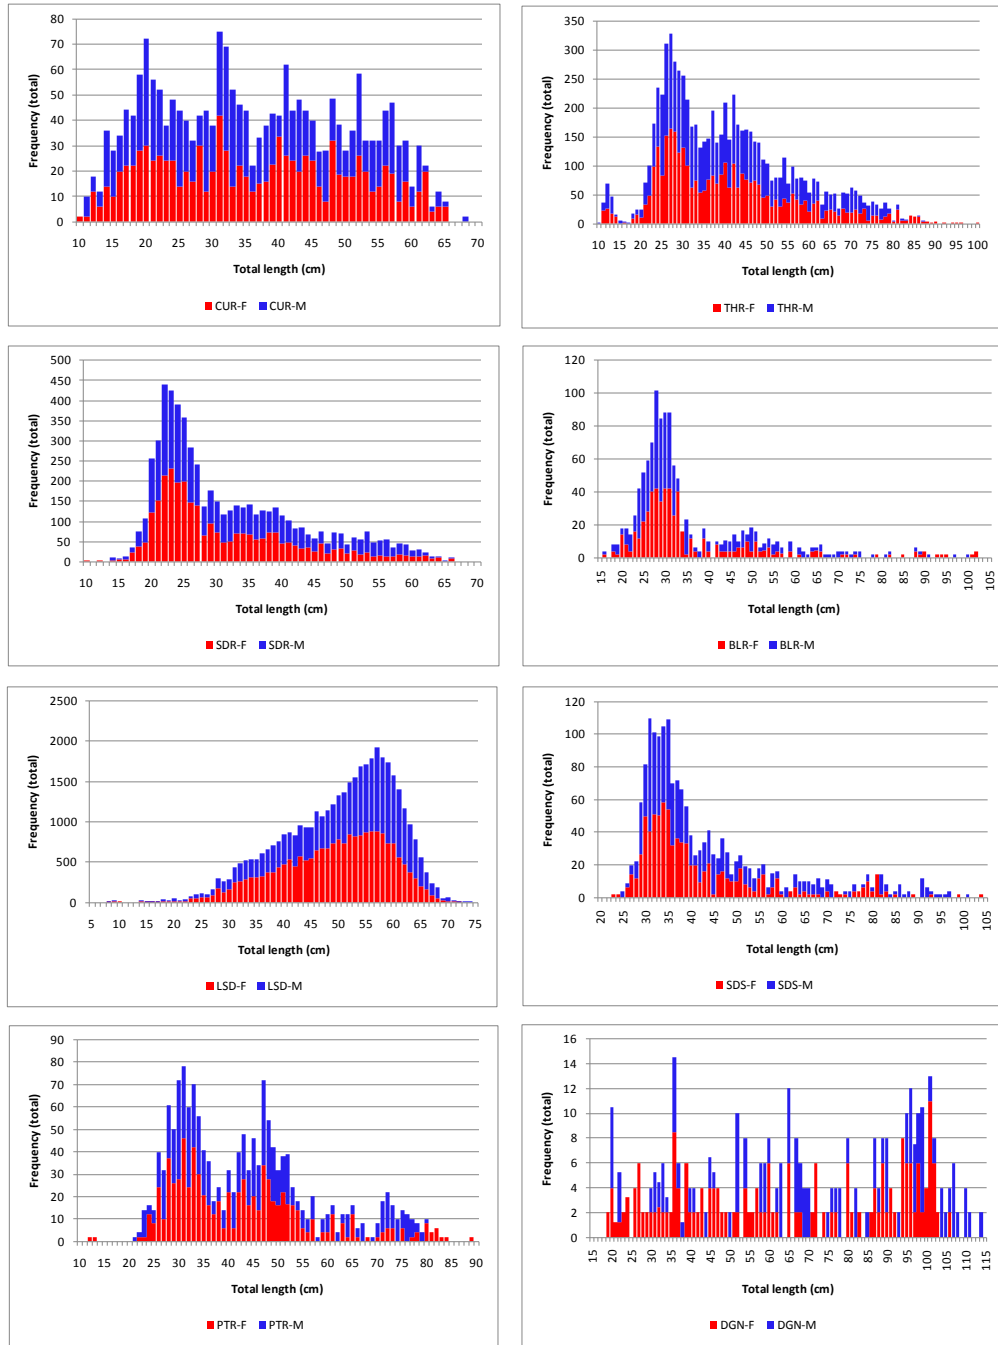 80
70
60
50
40
30
20
10
0
Frequency (total)
10 15 20 25 30 35 40 45 50 55 60 65 70
Total length (cm)
CUR-F CUR-M
350
300
250
200
150
100
50
0
Frequency (total)
10 15 20 25 30 35 40 45 50 55 60 65 70 75 80 85 90 95 100
Total length (cm)
THR-F THR-M
500
450
400
350
300
250
200
150
100
50
0
Frequency (total)
10 15 20 25 30 35 40 45 50 55 60 65 70
Total length (cm)
SDR-F SDR-M
120
100
80
60
40
20
0
Frequency (total)
15 20 25 30 35 40 45 50 55 60 65 70 75 80 85 90 95 100 105
Total length (cm)
BLR-F BLR-M
2500
2000
1500
1000
500
0
Frequency (total)
5 10 15 20 25 30 35 40 45 50 55 60 65 70 75
Total length (cm)
LSD-F LSD-M
120
100
80
60
40
20
0
Frequency (total)
20 25 30 35 40 45 50 55 60 65 70 75 80 85 90 95 100 105
Total length (cm)
SDS-F SDS-M
90
80
70
60
50
40
30
20
10
0
Frequency (total)
10 15 20 25 30 35 40 45 50 55 60 65 70 75 80 85 90
Total length (cm)
PTR-F PTR-M
16
14
12
10
8
6
4
2
0
Frequency (total)
15 20 25 30 35 40 45 50 55 60 65 70 75 80 85 90 95 100 105 110 115
Total length (cm)
DGN-F DGN-M